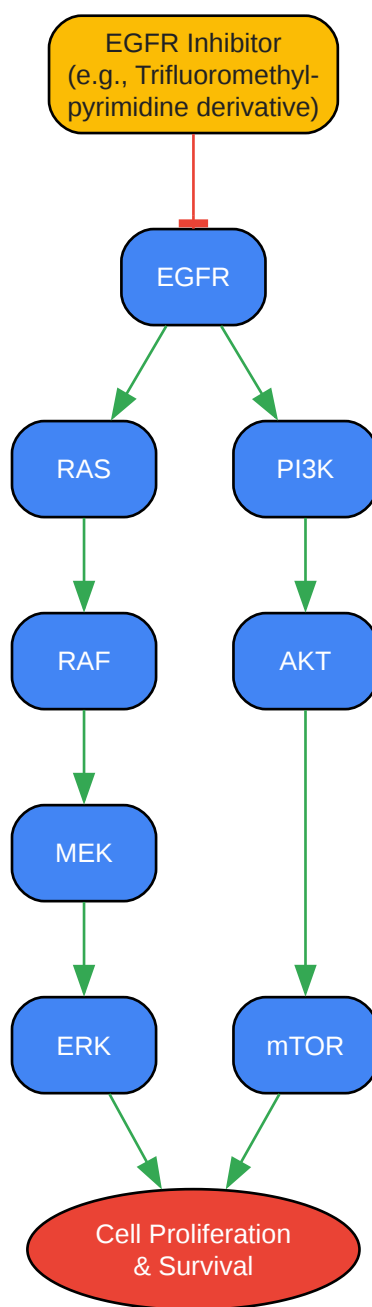 EGFR Inhibitor
(e.g., Trifluoromethyl-
pyrimidine derivative)
EGFR
RAS
PI3K
RAF
AKT
MEK
ERK
mTOR
Cell Proliferation
& Survival